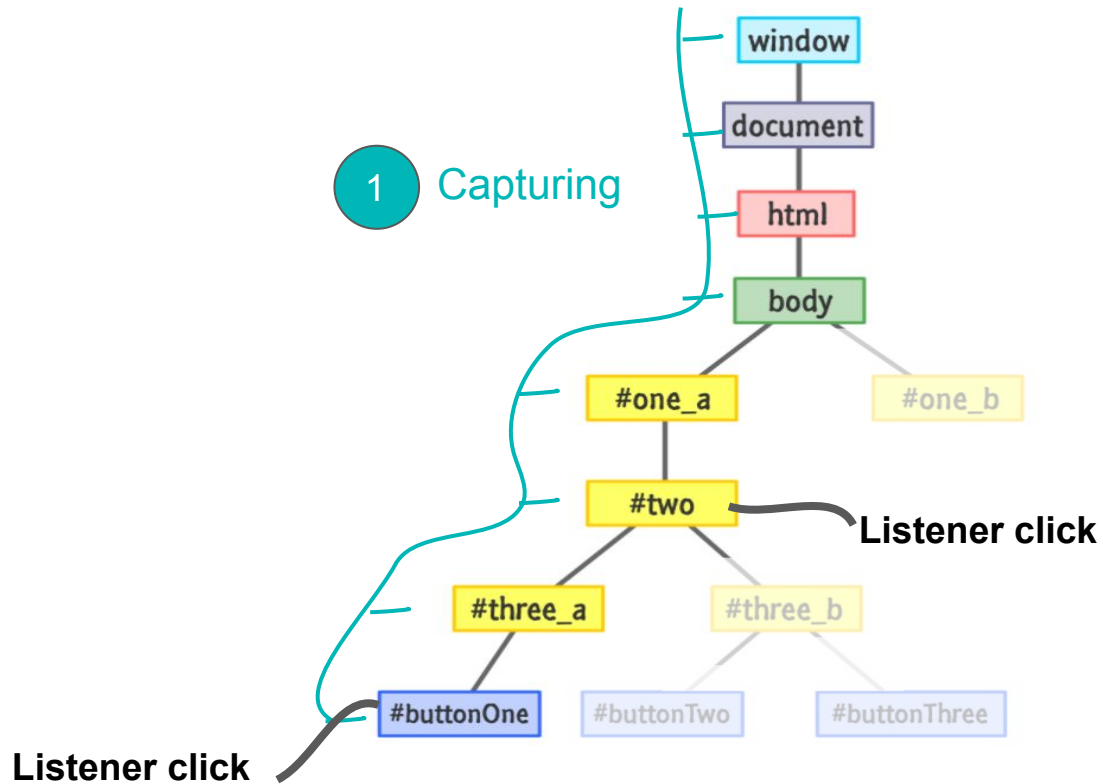 window
document
1 Capturing
html
body
#one_a
#one_b
#two
Listener click
#three_a
#three_b
#buttonOne
#buttonTwo
#buttonThree
Listener click